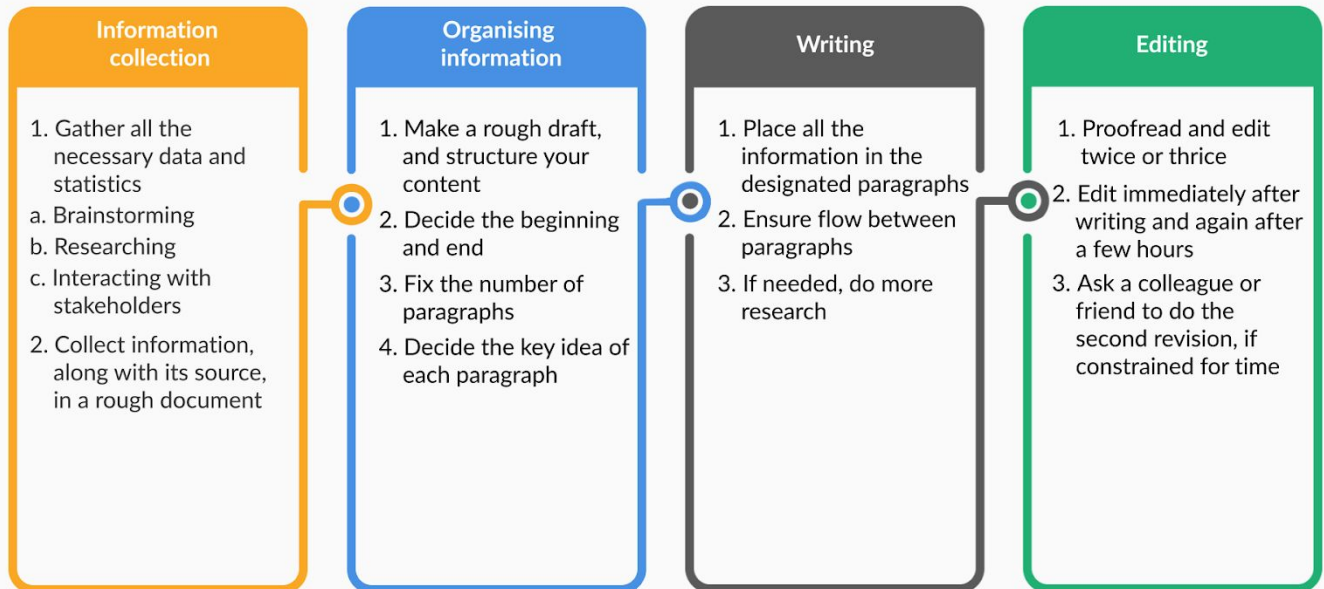 Information
collection
1. Gather all the
necessary data and
statistics
a. Brainstorming
b. Researching
c. Interacting with
stakeholders
2. Collect information,
along with its source,
in a rough document
Organising
information
1. Make a rough draft,
and structure your
content
2. Decide the beginning
and end
3. Fix the number of
paragraphs
4. Decide the key idea of
each paragraph
Writing
1. Place all the
information in the
designated paragraphs
2. Ensure flow between
paragraphs
3. If needed, do more
research
Editing
1. Proofread and edit
twice or thrice
2. Edit immediately after
writing and again after
a few hours
3. Ask a colleague or
friend to do the
second revision, if
constrained for time